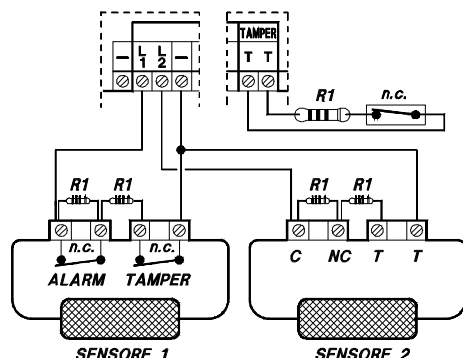 TAMPER
– L1 L2 – T T
R1 n.c.
R1 R1 R1 R1
n.c. n.c. C NC T T
ALARM TAMPER
SENSORE 1 SENSORE 2